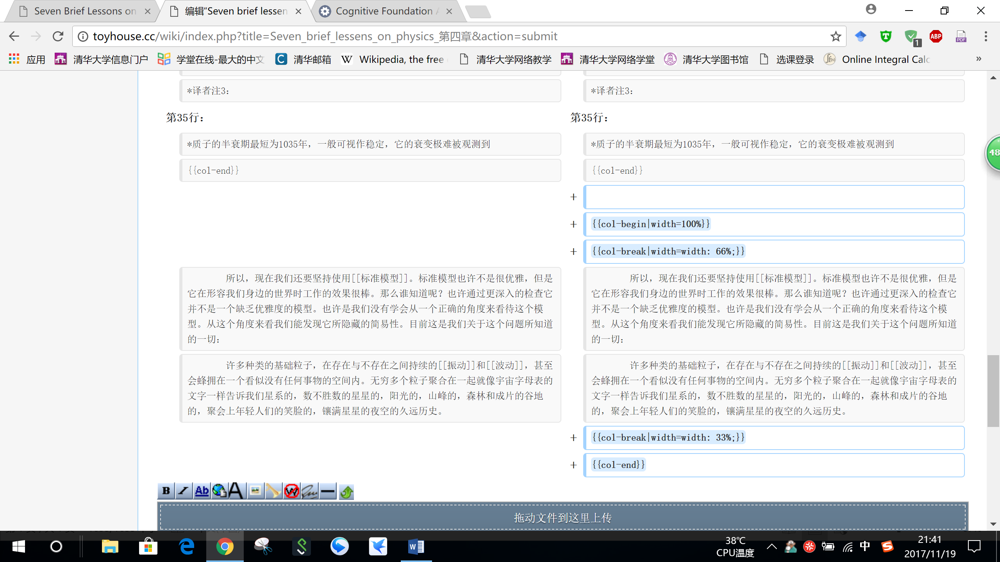 Seven Brief Lessons on
编辑“Seven brief lessen
Cognitive Foundation A
toyhouse.cc/wiki/index.php?title=Seven_brief_lessens_on_physics_第四章&action=submit
1
ABP
PDF
应用
清华大学信息门户
学堂在线-最大的中文
清华邮箱
Wikipedia, the free
清华大学网络教学
清华大学网络学堂
清华大学图书馆
选课登录
Online Integral Calc
»
*译者注3:
*译者注3:
第35行:
第35行:
*质子的半衰期最短为1035年，一般可视作稳定，它的衰变极难被观测到
*质子的半衰期最短为1035年，一般可视作稳定，它的衰变极难被观测到
48
{{col-end}}
{{col-end}}
+
+ {{col-begin|width=100%}}
+ {{col-break|width=width: 66%;}}
所以，现在我们还要坚持使用[[标准模型]]。标准模型也许不是很优雅，但是
它在形容我们身边的世界时工作的效果很棒。那么谁知道呢？也许通过更深入的检查它
并不是一个缺乏优雅度的模型。也许是我们没有学会从一个正确的角度来看待这个模
型。从这个角度来看我们能发现它所隐藏的简易性。目前这是我们关于这个问题所知道
的一切：
所以，现在我们还要坚持使用[[标准模型]]。标准模型也许不是很优雅，但是
它在形容我们身边的世界时工作的效果很棒。那么谁知道呢？也许通过更深入的检查它
并不是一个缺乏优雅度的模型。也许是我们没有学会从一个正确的角度来看待这个模
型。从这个角度来看我们能发现它所隐藏的简易性。目前这是我们关于这个问题所知道
的一切：
许多种类的基础粒子，在存在与不存在之间持续的[[振动]]和[[波动]]，甚至
会蜂拥在一个看似没有任何事物的空间内。无穷多个粒子聚合在一起就像宇宙字母表的
文字一样告诉我们星系的，数不胜数的星星的，阳光的，山峰的，森林和成片的谷地
的，聚会上年轻人们的笑脸的，镶满星星的夜空的久远历史。
许多种类的基础粒子，在存在与不存在之间持续的[[振动]]和[[波动]]，甚至
会蜂拥在一个看似没有任何事物的空间内。无穷多个粒子聚合在一起就像宇宙字母表的
文字一样告诉我们星系的，数不胜数的星星的，阳光的，山峰的，森林和成片的谷地
的，聚会上年轻人们的笑脸的，镶满星星的夜空的久远历史。
+ {{col-break|width=width: 33%;}}
+ {{col-end}}
B I Ab A W
拖动文件到这里上传
38℃
CPU温度
中
21:41
2017/11/19